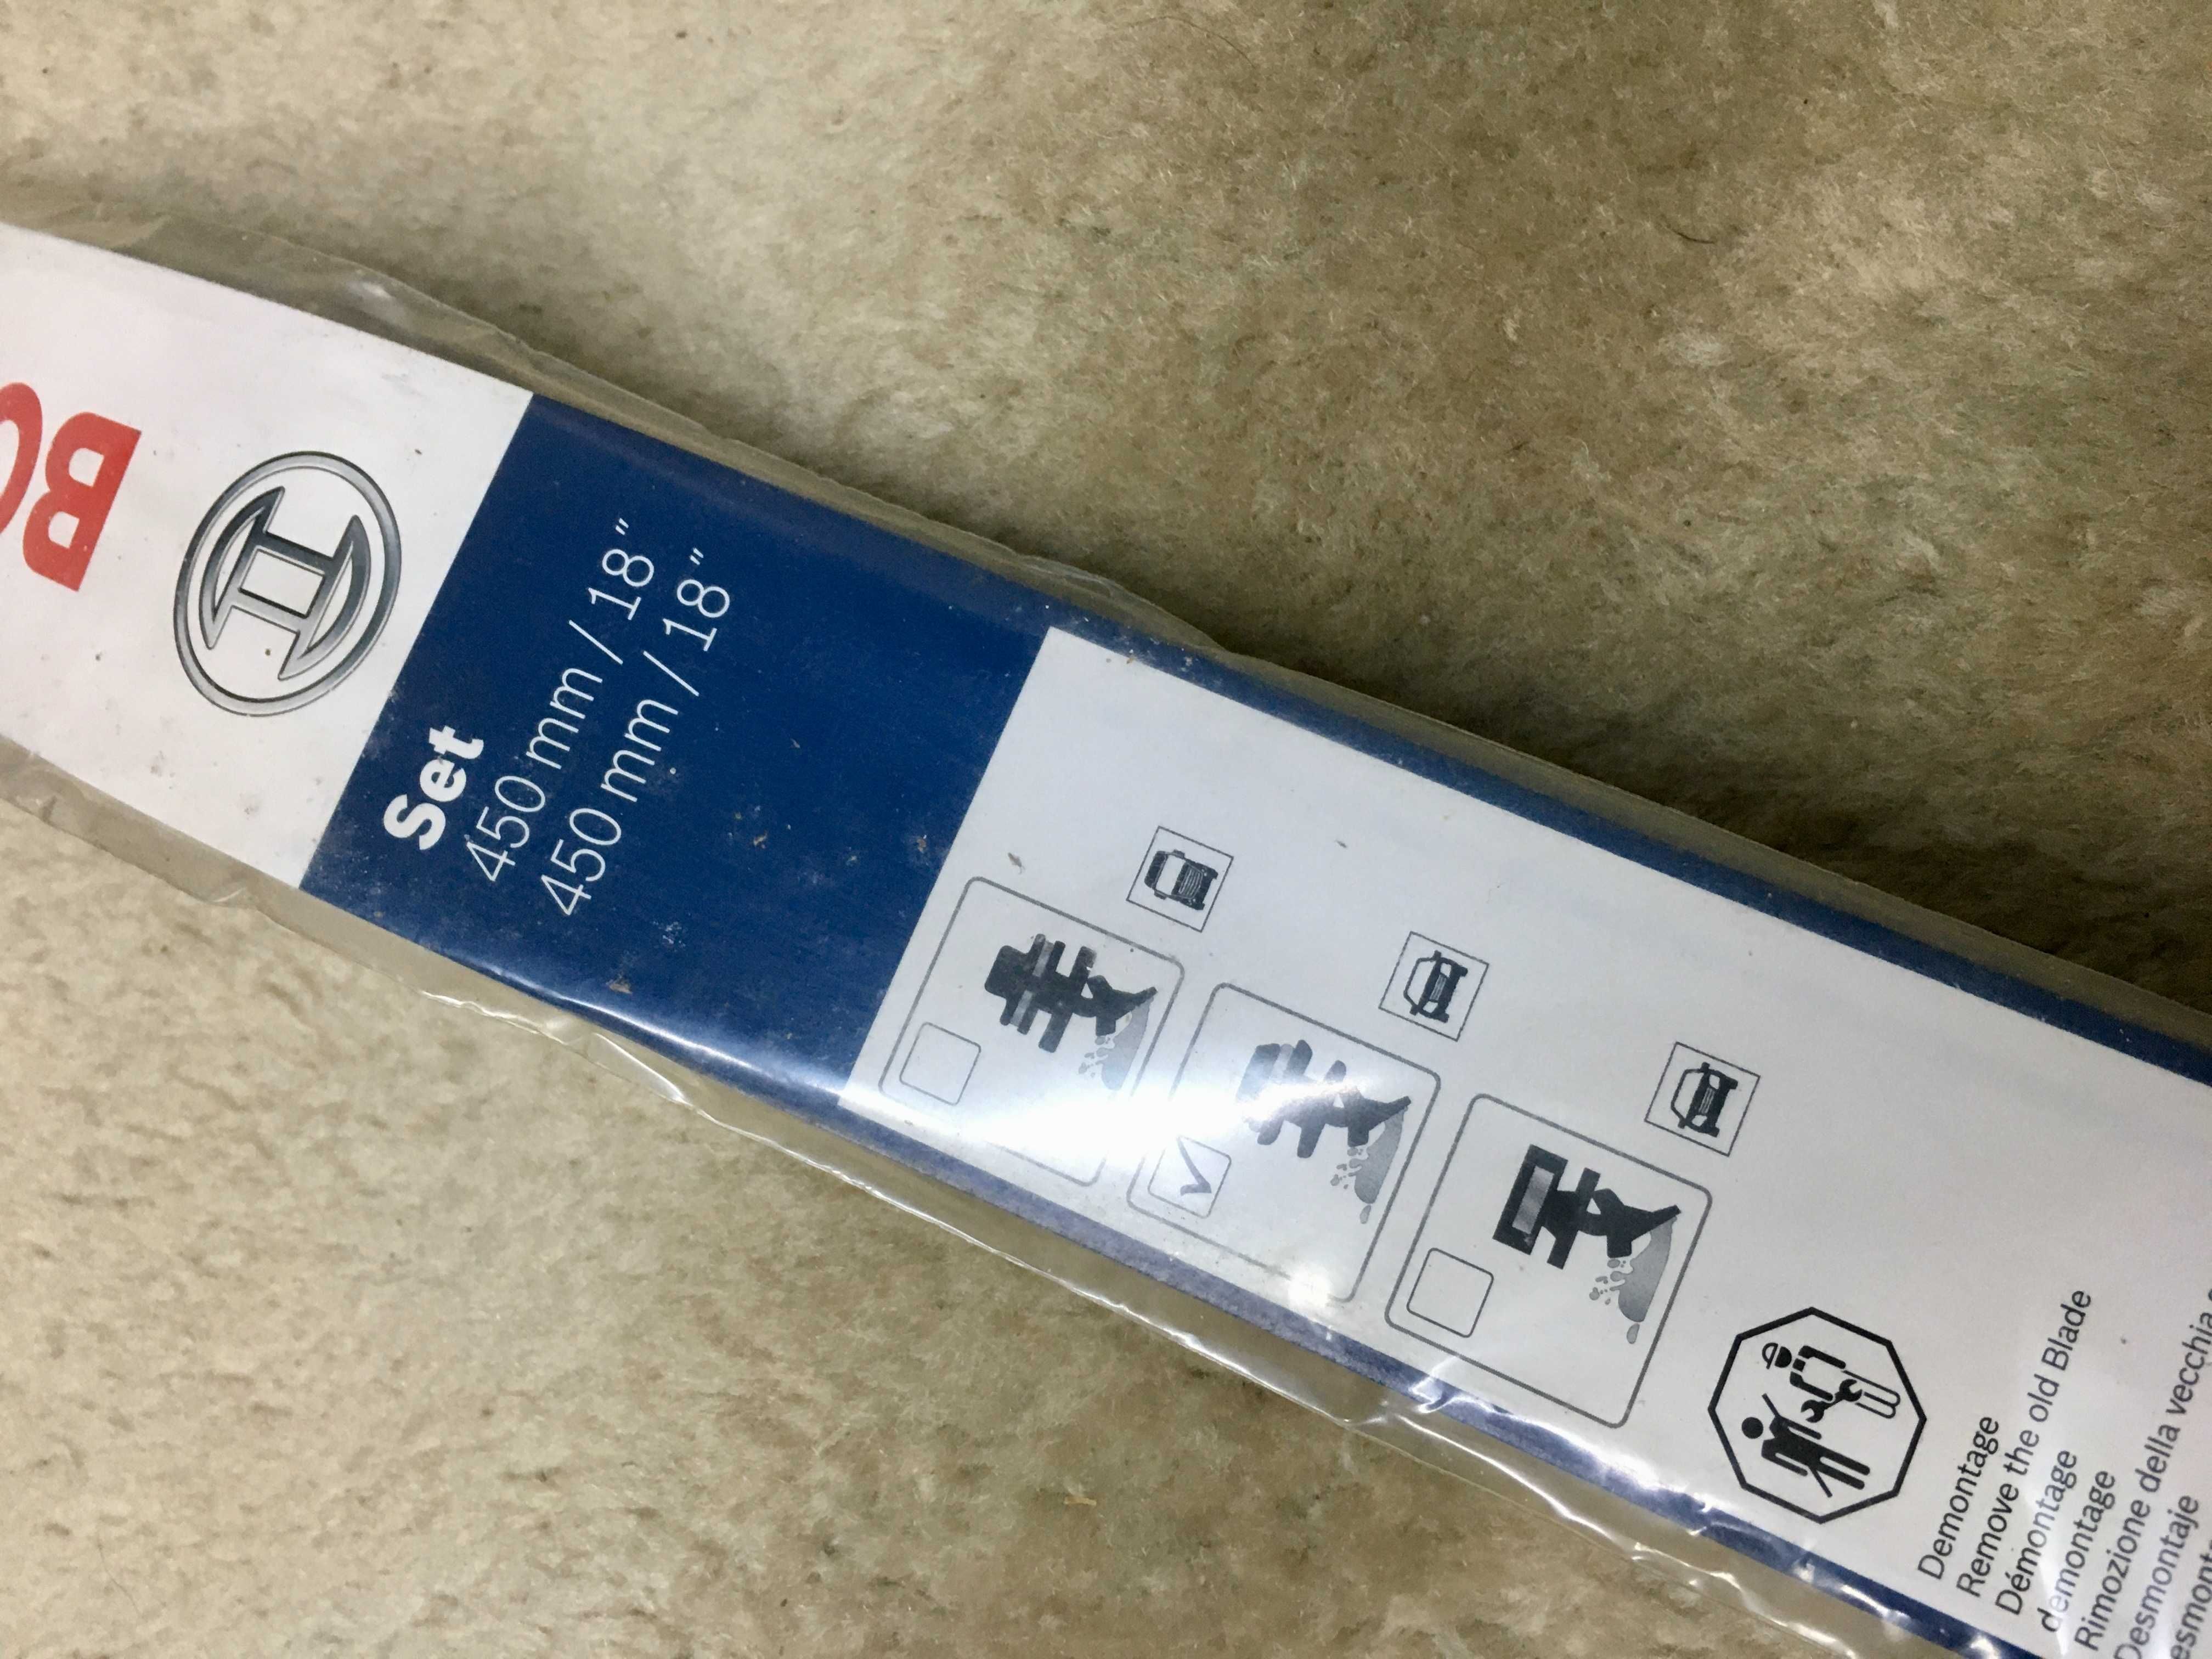 BO
Set
450 mm / 18"
450 mm / 18"
Demontage
Remove the old Blade
Démontage
demontage
Rimozione della vecchia
Desmontaje